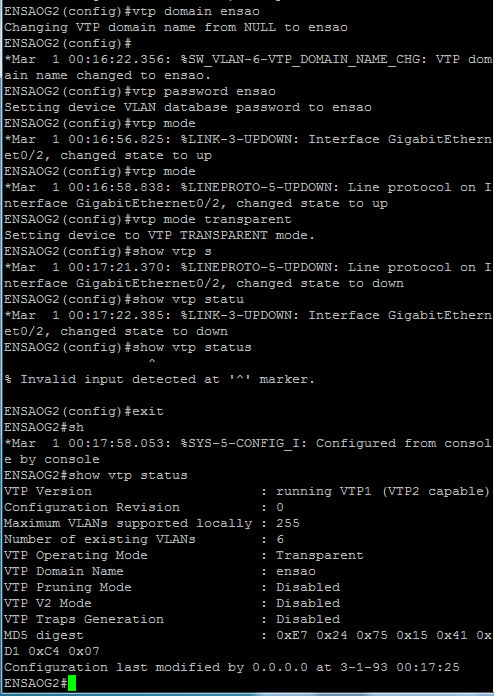 ENSAOG2(config)#vtp domain ensao
Changing VTP domain name from NULL to ensao
ENSAOG2(config)#
*Mar  1 00:16:22.356: %SW_VLAN-6-VTP_DOMAIN_NAME_CHG: VTP dom
ain name changed to ensao.
ENSAOG2(config)#vtp password ensao
Setting device VLAN database password to ensao
ENSAOG2(config)#vtp mode
*Mar  1 00:16:56.825: %LINK-3-UPDOWN: Interface GigabitEthern
et0/2, changed state to up
ENSAOG2(config)#vtp mode
*Mar  1 00:16:58.838: %LINEPROTO-5-UPDOWN: Line protocol on I
nterface GigabitEthernet0/2, changed state to up
ENSAOG2(config)#vtp mode transparent
Setting device to VTP TRANSPARENT mode.
ENSAOG2(config)#show vtp s
*Mar  1 00:17:21.370: %LINEPROTO-5-UPDOWN: Line protocol on I
nterface GigabitEthernet0/2, changed state to down
ENSAOG2(config)#show vtp statu
*Mar  1 00:17:22.385: %LINK-3-UPDOWN: Interface GigabitEthern
et0/2, changed state to down
ENSAOG2(config)#show vtp status
                  ^
% Invalid input detected at '^' marker.
ENSAOG2(config)#exit
ENSAOG2#sh
*Mar  1 00:17:58.053: %SYS-5-CONFIG_I: Configured from consol
e by console
ENSAOG2#show vtp status
VTP Version                     : running VTP1 (VTP2 capable)
Configuration Revision          : 0
Maximum VLANs supported locally : 255
Number of existing VLANs        : 6
VTP Operating Mode              : Transparent
VTP Domain Name                 : ensao
VTP Pruning Mode                : Disabled
VTP V2 Mode                     : Disabled
VTP Traps Generation            : Disabled
MD5 digest                      : 0xE7 0x24 0x75 0x15 0x41 0x
D1 0xC4 0x07
Configuration last modified by 0.0.0.0 at 3-1-93 00:17:25
ENSAOG2#